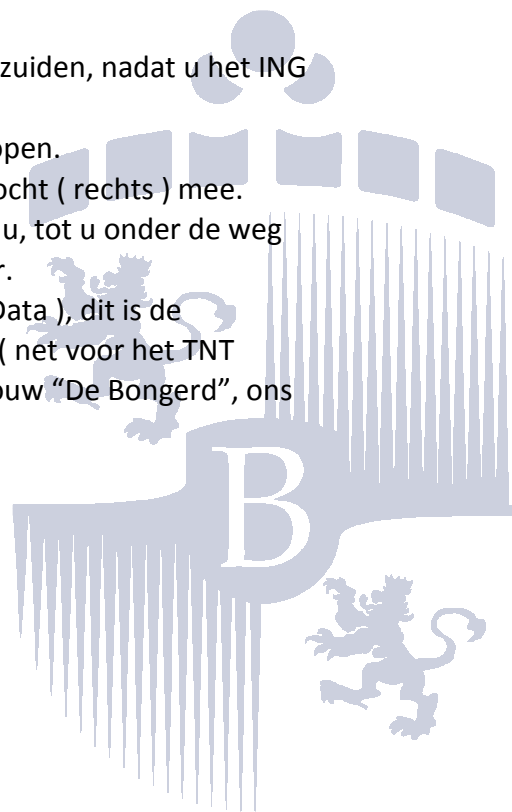 zuiden, nadat u het ING
open.
ocht ( rechts ) mee.
u, tot u onder de weg
r.
Data ), dit is de
( net voor het TNT
ouw “De Bongerd”, ons
B